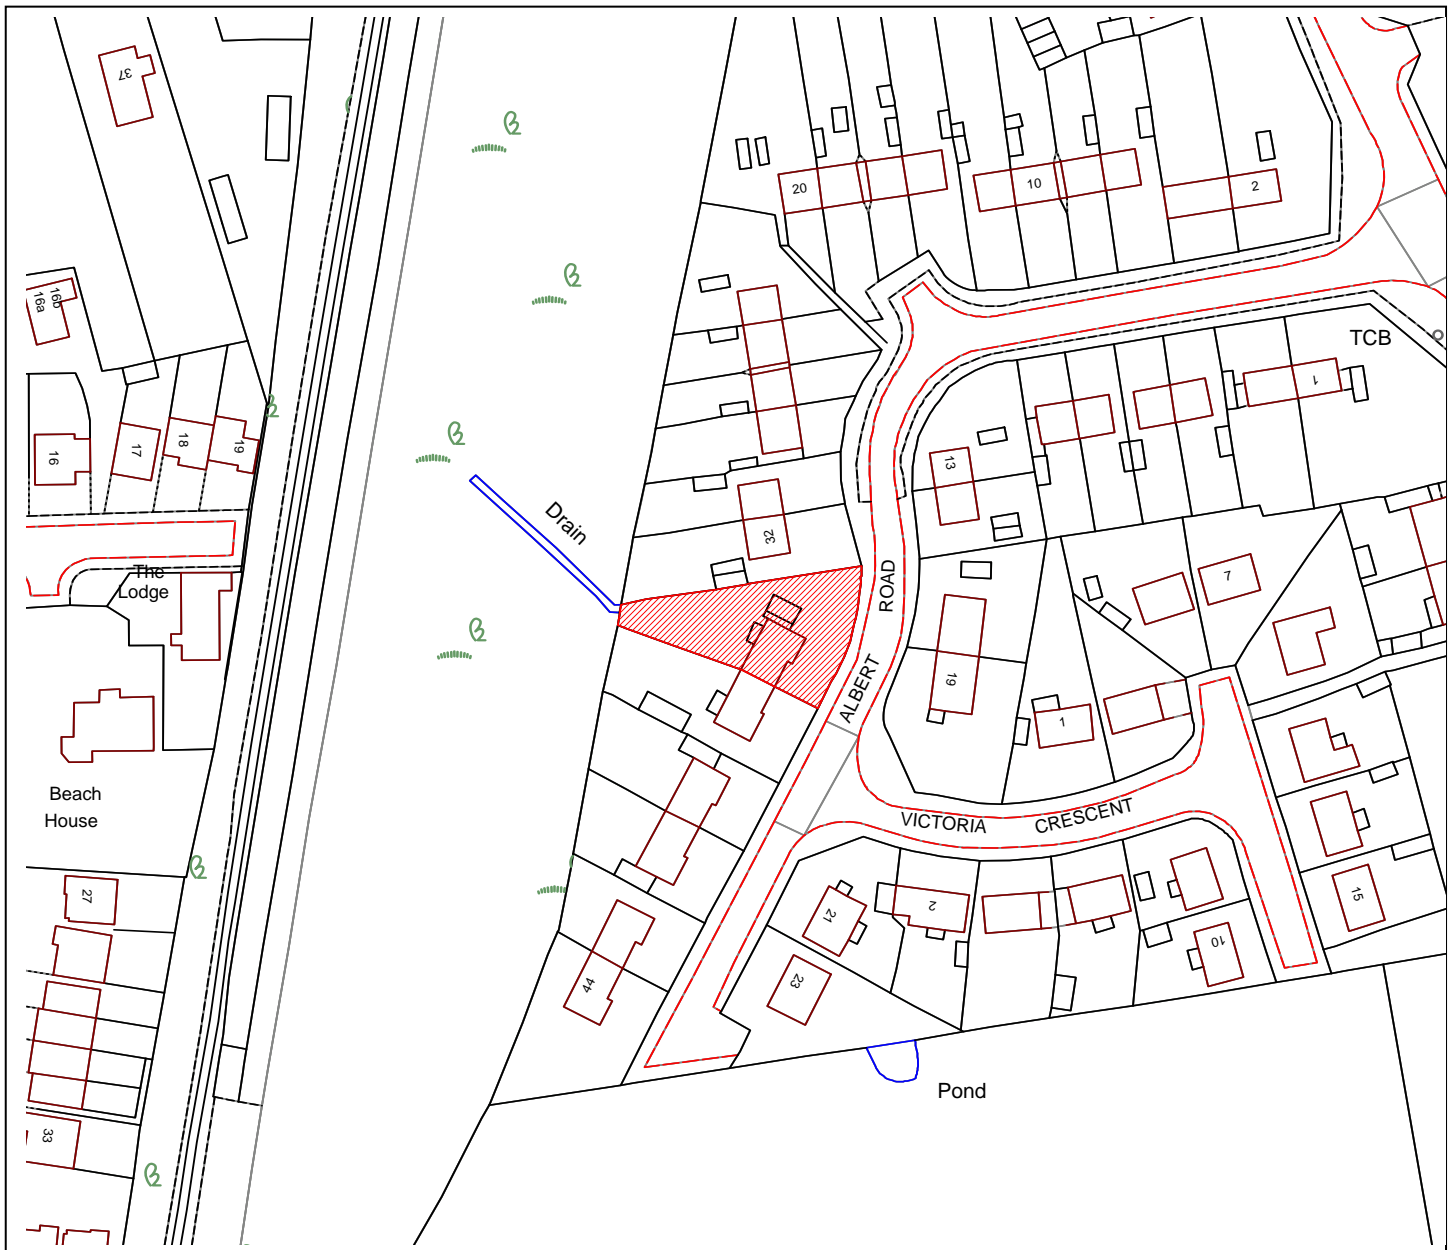 37
20
10
2
16a
16b
TCB
1
16
17
18
19
13
Drain
32
The
Lodge
ROAD
7
ALBERT
19
1
Beach
House
VICTORIA CRESCENT
27
21
2
15
10
23
44
Pond
33